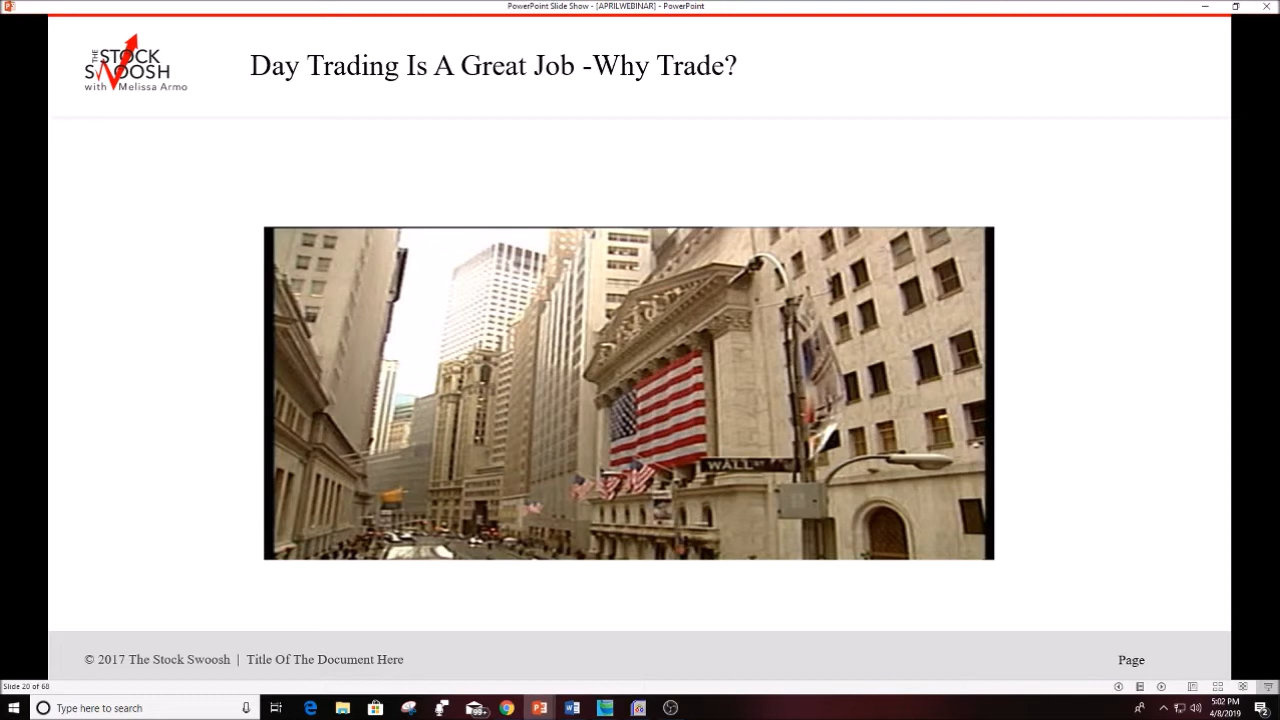 PowerPoint Slide Show - [APRILWEBINAR] - PowerPoint
THE STOCK
SWOOSH
with Melissa Armo
Day Trading Is A Great Job -Why Trade?
WALL ST
© 2017 The Stock Swoosh | Title Of The Document Here
Page
Slide 20 of 68
Type here to search
99+
5:02 PM
4/8/2019
2